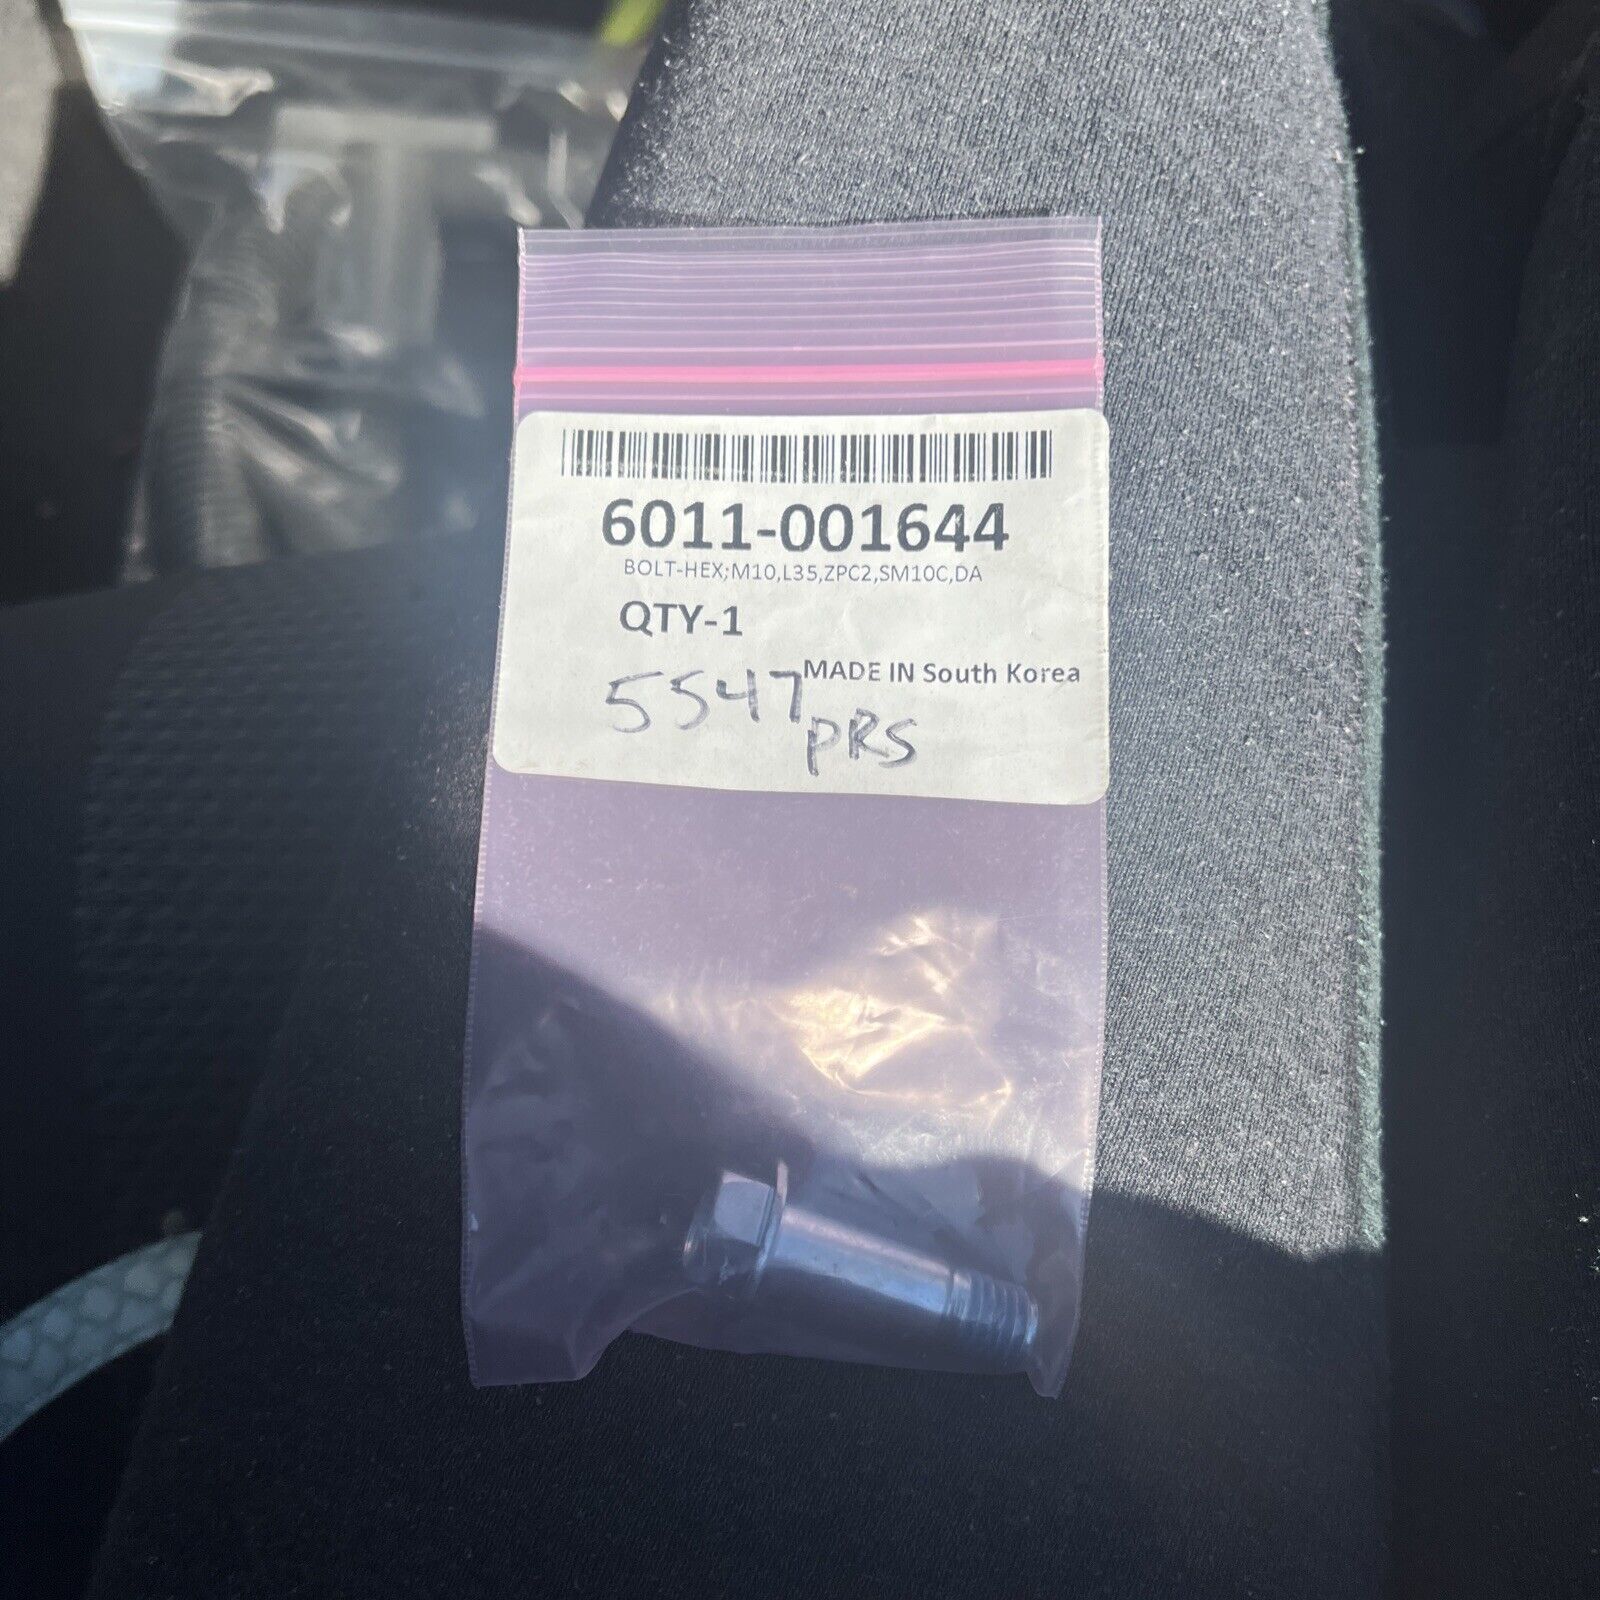 6011-001644
BOLT-HEX;M10,L35,ZPC2,SM10C,DA
QTY-1
MADE IN South Korea
5547
PRS